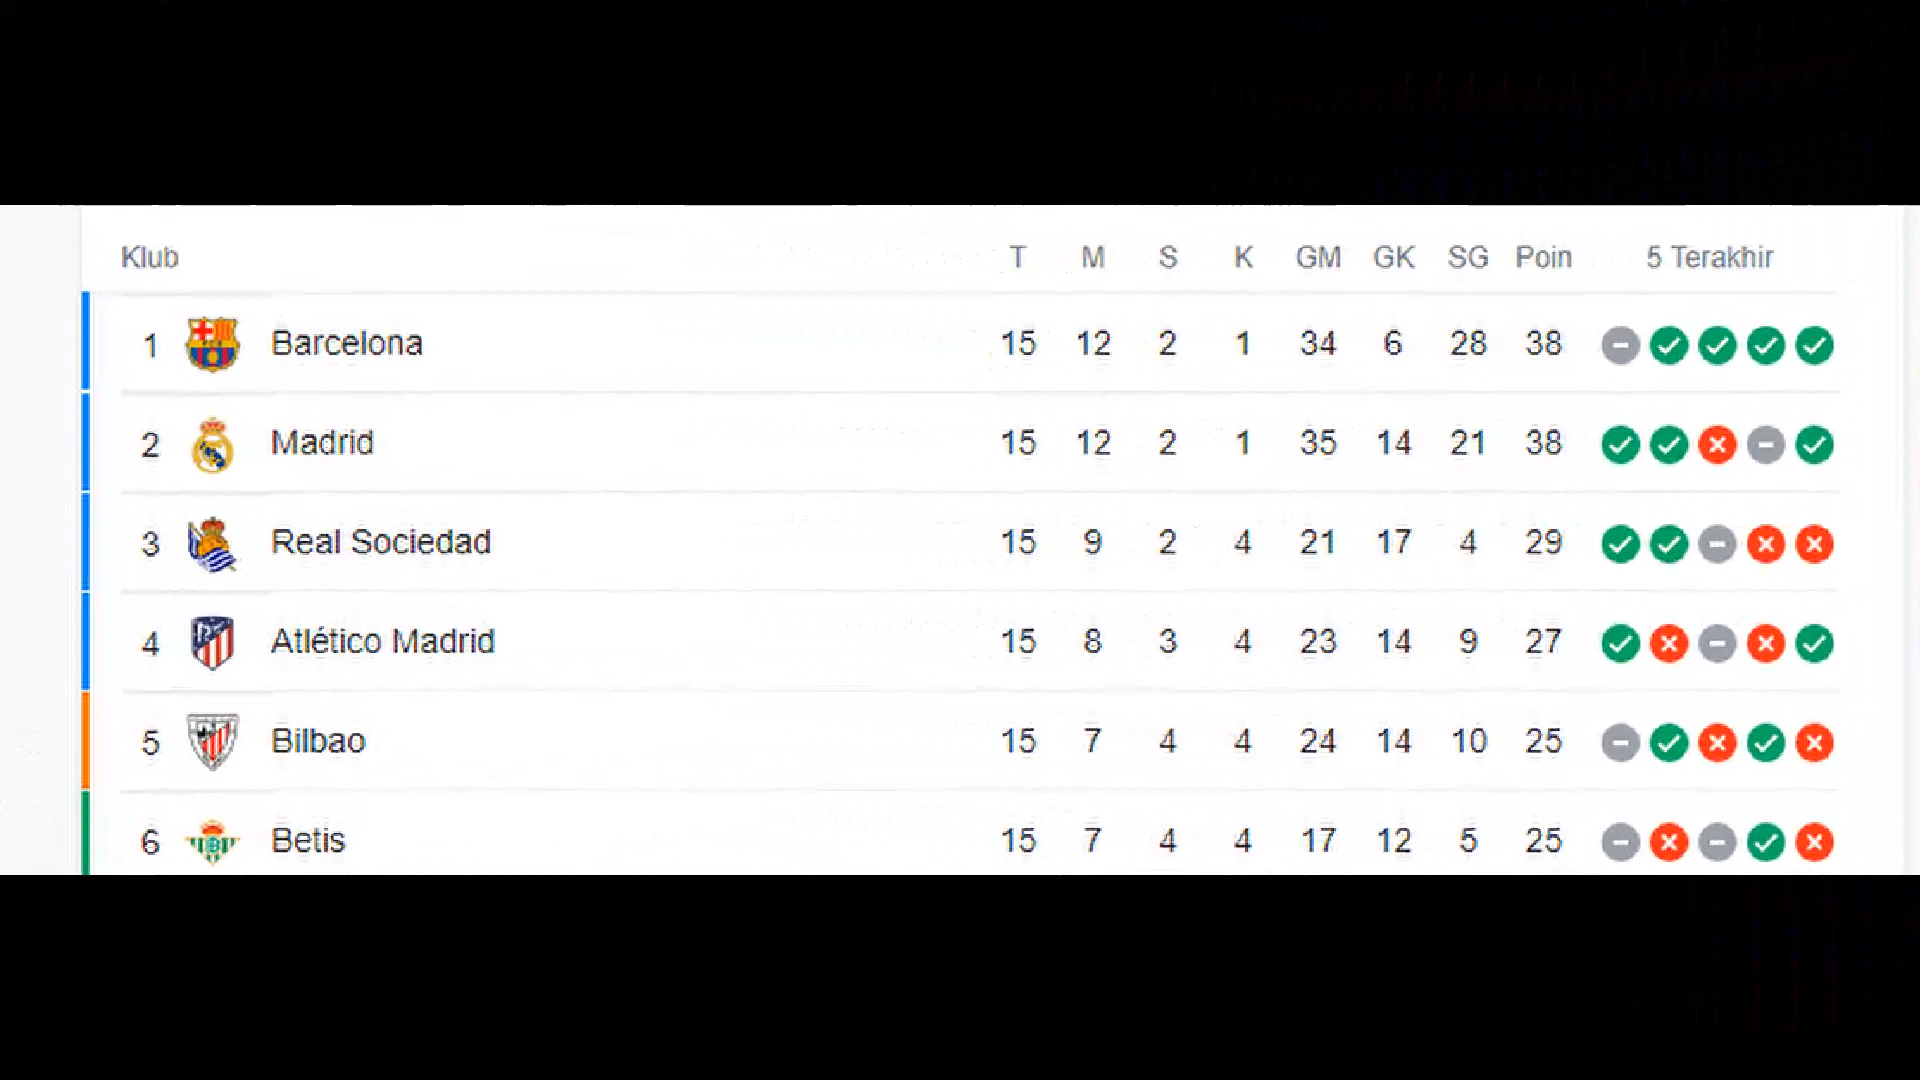 Klub T M S K GM GK SG Poin 5 Terakhir
1 Barcelona 15 12 2 1 34 6 28 38
2 Madrid 15 12 2 1 35 14 21 38
3 Real Sociedad 15 9 2 4 21 17 4 29
4 Atlético Madrid 15 8 3 4 23 14 9 27
5 Bilbao 15 7 4 4 24 14 10 25
6 Betis 15 7 4 4 17 12 5 25